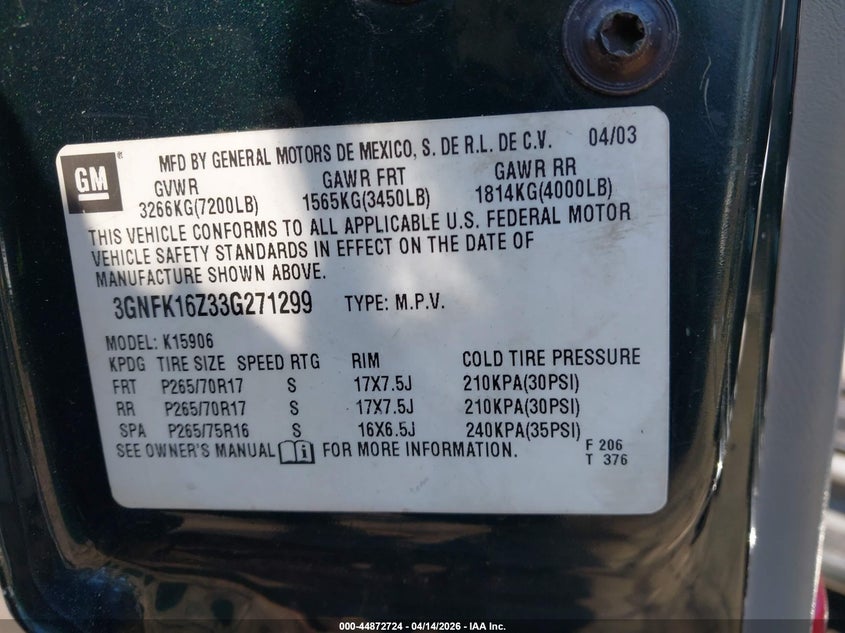 GM
®
MFD BY GENERAL MOTORS DE MEXICO, S. DE R.L. DE C.V. 04/03
GVWR GAWR FRT GAWR RR
3266KG(7200LB) 1565KG(3450LB) 1814KG(4000LB)
THIS VEHICLE CONFORMS TO ALL APPLICABLE U.S. FEDERAL MOTOR
VEHICLE SAFETY STANDARDS IN EFFECT ON THE DATE OF
MANUFACTURE SHOWN ABOVE.
3GNFK16Z33G271299 TYPE: M.P.V.
MODEL: K15906
KPDG TIRE SIZE SPEED RTG RIM COLD TIRE PRESSURE
FRT P265/70R17 S 17X7.5J 210KPA(30PSI)
RR P265/70R17 S 17X7.5J 210KPA(30PSI)
SPA P265/75R16 S 16X6.5J 240KPA(35PSI)
SEE OWNER'S MANUAL i FOR MORE INFORMATION.
F 206
T 376
000-44872724 - 04/14/2026 - IAA Inc.